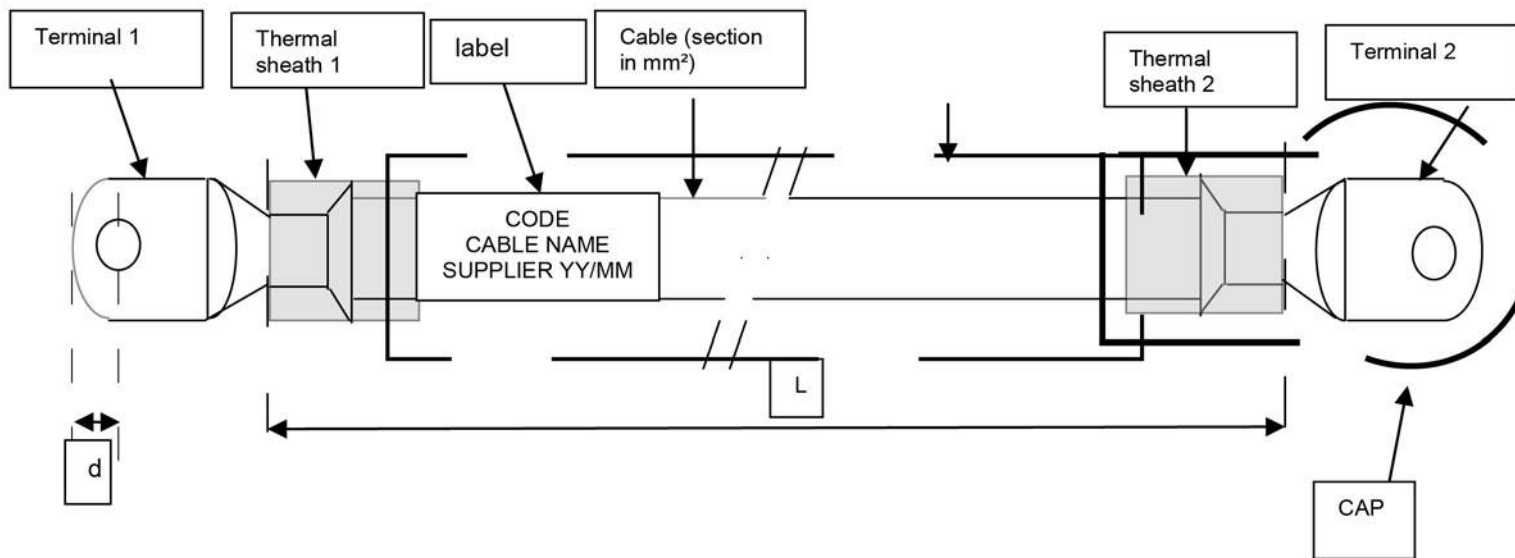 Terminal 1
Thermal
sheath 1
label
Cable (section
in mm²)
Thermal
sheath 2
Terminal 2
CODE
CABLE NAME
SUPPLIER YY/MM
L
d
CAP